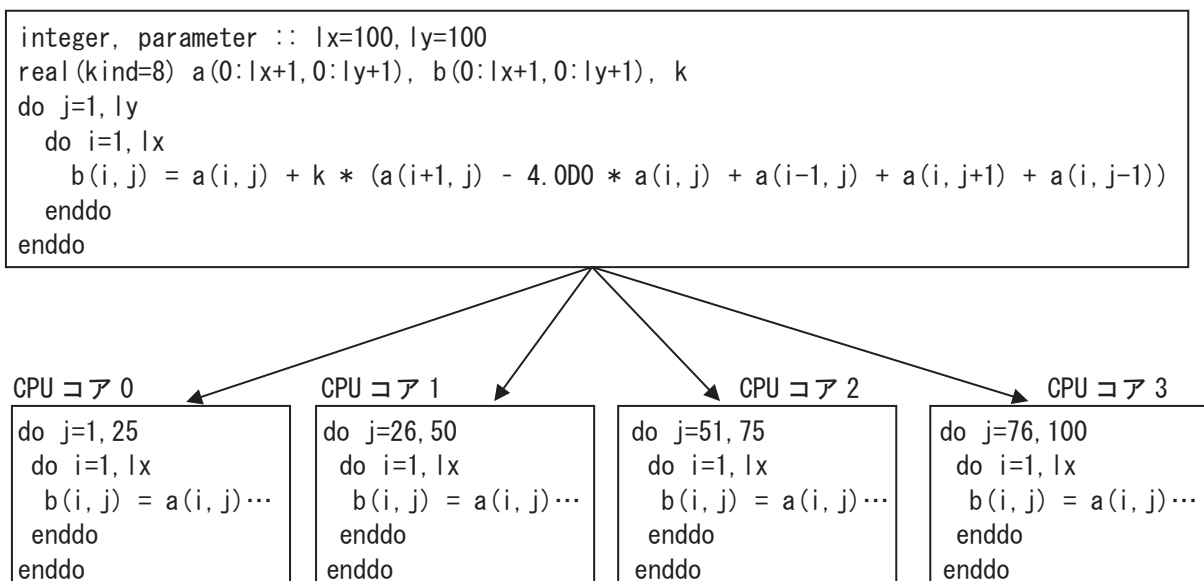 integer, parameter :: lx=100,ly=100
real(kind=8) a(0:lx+1,0:ly+1), b(0:lx+1,0:ly+1), k
do j=1,ly
do i=1,lx
b(i,j) = a(i,j) + k * (a(i+1,j) - 4.0D0 * a(i,j) + a(i-1,j) + a(i,j+1) + a(i,j-1))
enddo
enddo
CPU コア 0
do j=1,25
do i=1,lx
b(i,j) = a(i,j)…
enddo
enddo
CPU コア 1
do j=26,50
do i=1,lx
b(i,j) = a(i,j)…
enddo
enddo
CPU コア 2
do j=51,75
do i=1,lx
b(i,j) = a(i,j)…
enddo
enddo
CPU コア 3
do j=76,100
do i=1,lx
b(i,j) = a(i,j)…
enddo
enddo